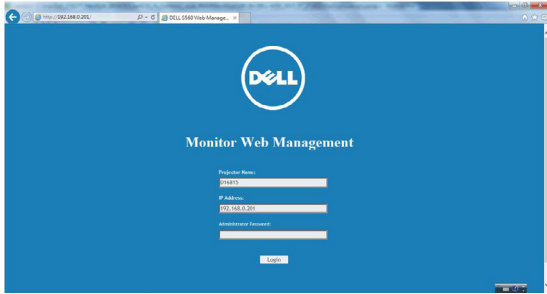 http://192.168.0.201/
DELL S560 Web Manage...
DELL
Monitor Web Management
Projector Name:
016815
IP Address:
192.168.0.201
Administrator Password:
Login